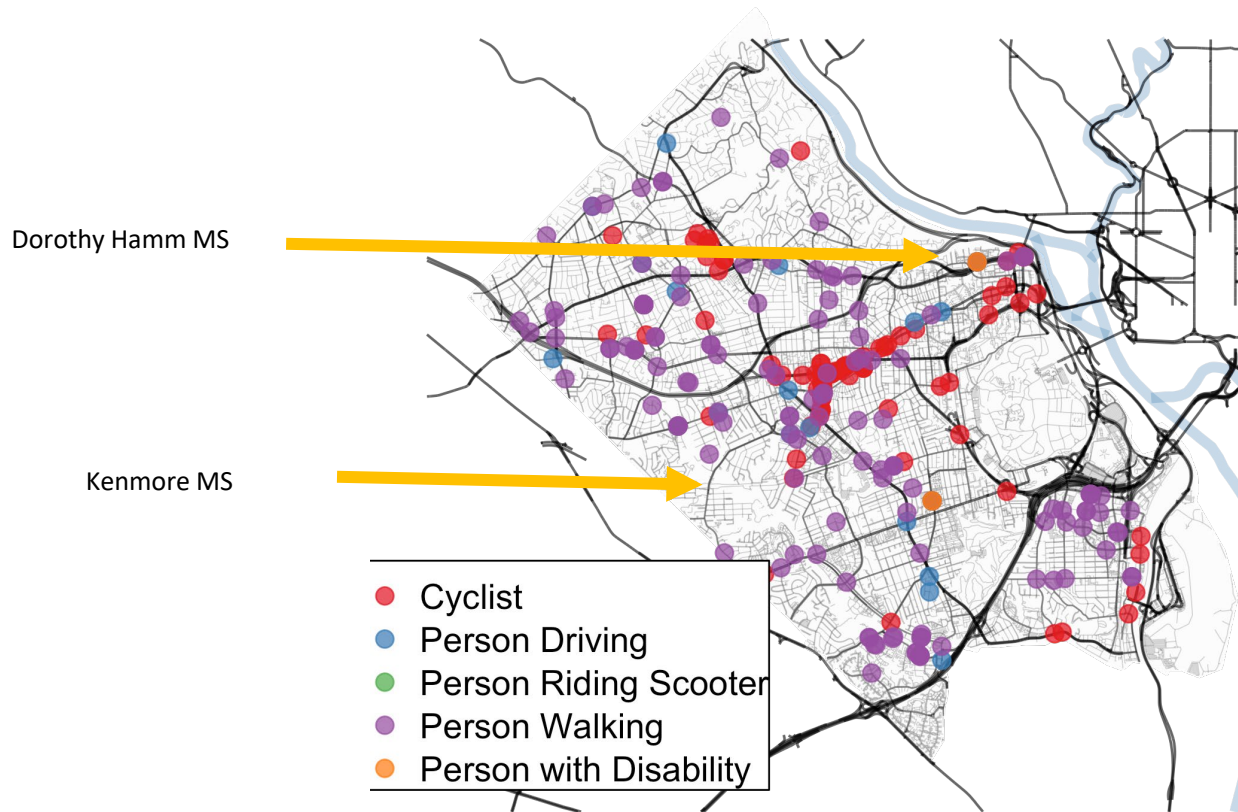 Dorothy Hamm MS
Kenmore MS
Cyclist
Person Driving
Person Riding Scooter
Person Walking
Person with Disability